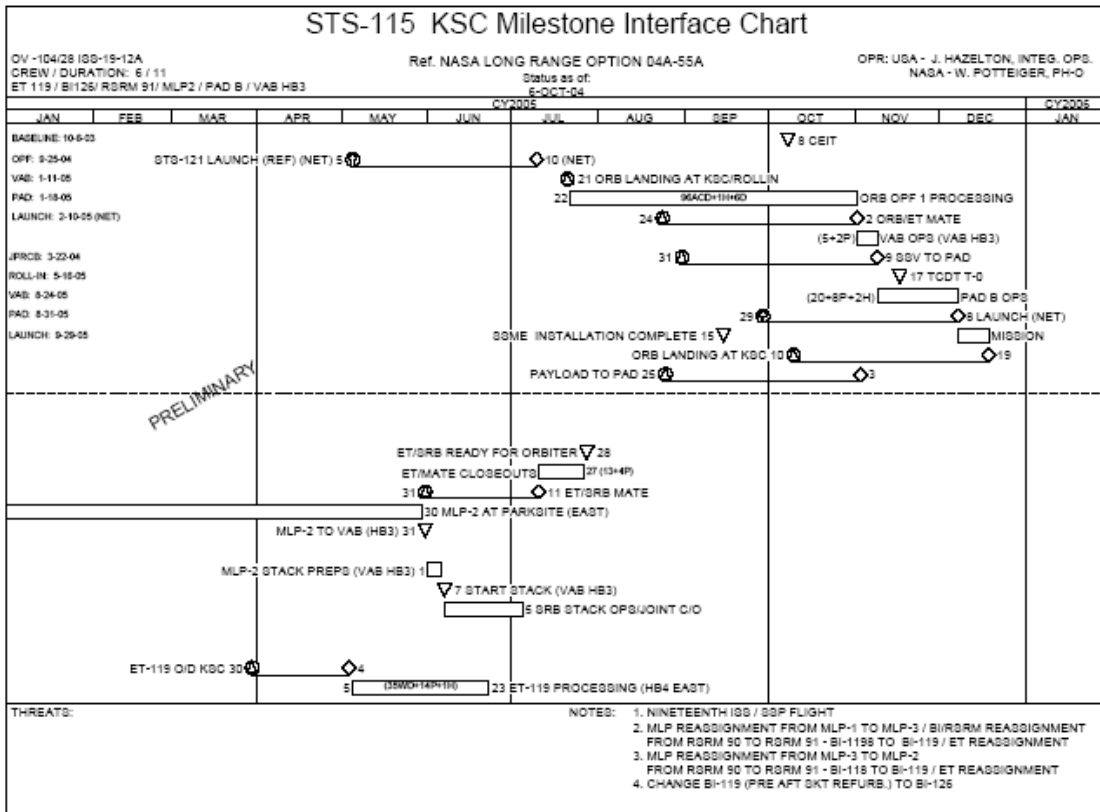 STS-115 KSC Milestone Interface Chart
OV -104/28 ISS-19-12A
CREW / DURATION: 6 / 11
ET 119 / BI126/ RSRM 91/ MLP2 / PAD B / VAB HB3
Ref. NASA LONG RANGE OPTION 04A-55A
Status as of:
6-OCT-04
OPR: USA - J. HAZELTON, INTEG. OPS.
NASA - W. POTTEIGER, PH-O
CY2005 CY2006
JAN FEB MAR APR MAY JUN JUL AUG SEP OCT NOV DEC JAN
BASELINE: 10-6-03
8 CEIT
OPF: 9-25-04
STS-121 LAUNCH (REF) (NET) 5 10 (NET)
VAB: 1-11-05
21 ORB LANDING AT KSC/ROLLIN
PAD: 1-18-05
22 96ACD+1H+6D ORB OPF 1 PROCESSING
LAUNCH: 2-10-05 (NET)
24 2 ORB/ET MATE
(5+2P) VAB OPS (VAB HB3)
JPRCB: 3-22-04
31 9 SSV TO PAD
ROLL-IN: 5-16-05
17 TCDT T-0
VAB: 8-24-05
(20+8P+2H) PAD B OPS
PAD: 8-31-05
29 8 LAUNCH (NET)
LAUNCH: 9-29-05
SSME INSTALLATION COMPLETE 15 MISSION
ORB LANDING AT KSC 10 19
PAYLOAD TO PAD 25 3
PRELIMINARY
ET/SRB READY FOR ORBITER 28
ET/MATE CLOSEOUTS 27 (13+4P)
31 11 ET/SRB MATE
30 MLP-2 AT PARKSITE (EAST)
MLP-2 TO VAB (HB3) 31
MLP-2 STACK PREPS (VAB HB3) 1
7 START STACK (VAB HB3)
5 SRB STACK OPS/JOINT C/O
ET-119 O/D KSC 30 4
5 (35WD+14P+1H) 23 ET-119 PROCESSING (HB4 EAST)
THREATS:
NOTES: 1. NINETEENTH ISS / SSP FLIGHT
2. MLP REASSIGNMENT FROM MLP-1 TO MLP-3 / BI/RSRM REASSIGNMENT
FROM RSRM 90 TO RSRM 91 - BI-119B TO BI-119 / ET REASSIGNMENT
3. MLP REASSIGNMENT FROM MLP-3 TO MLP-2
FROM RSRM 90 TO RSRM 91 - BI-118 TO BI-119 / ET REASSIGNMENT
4. CHANGE BI-119 (PRE AFT SKT REFURB.) TO BI-126